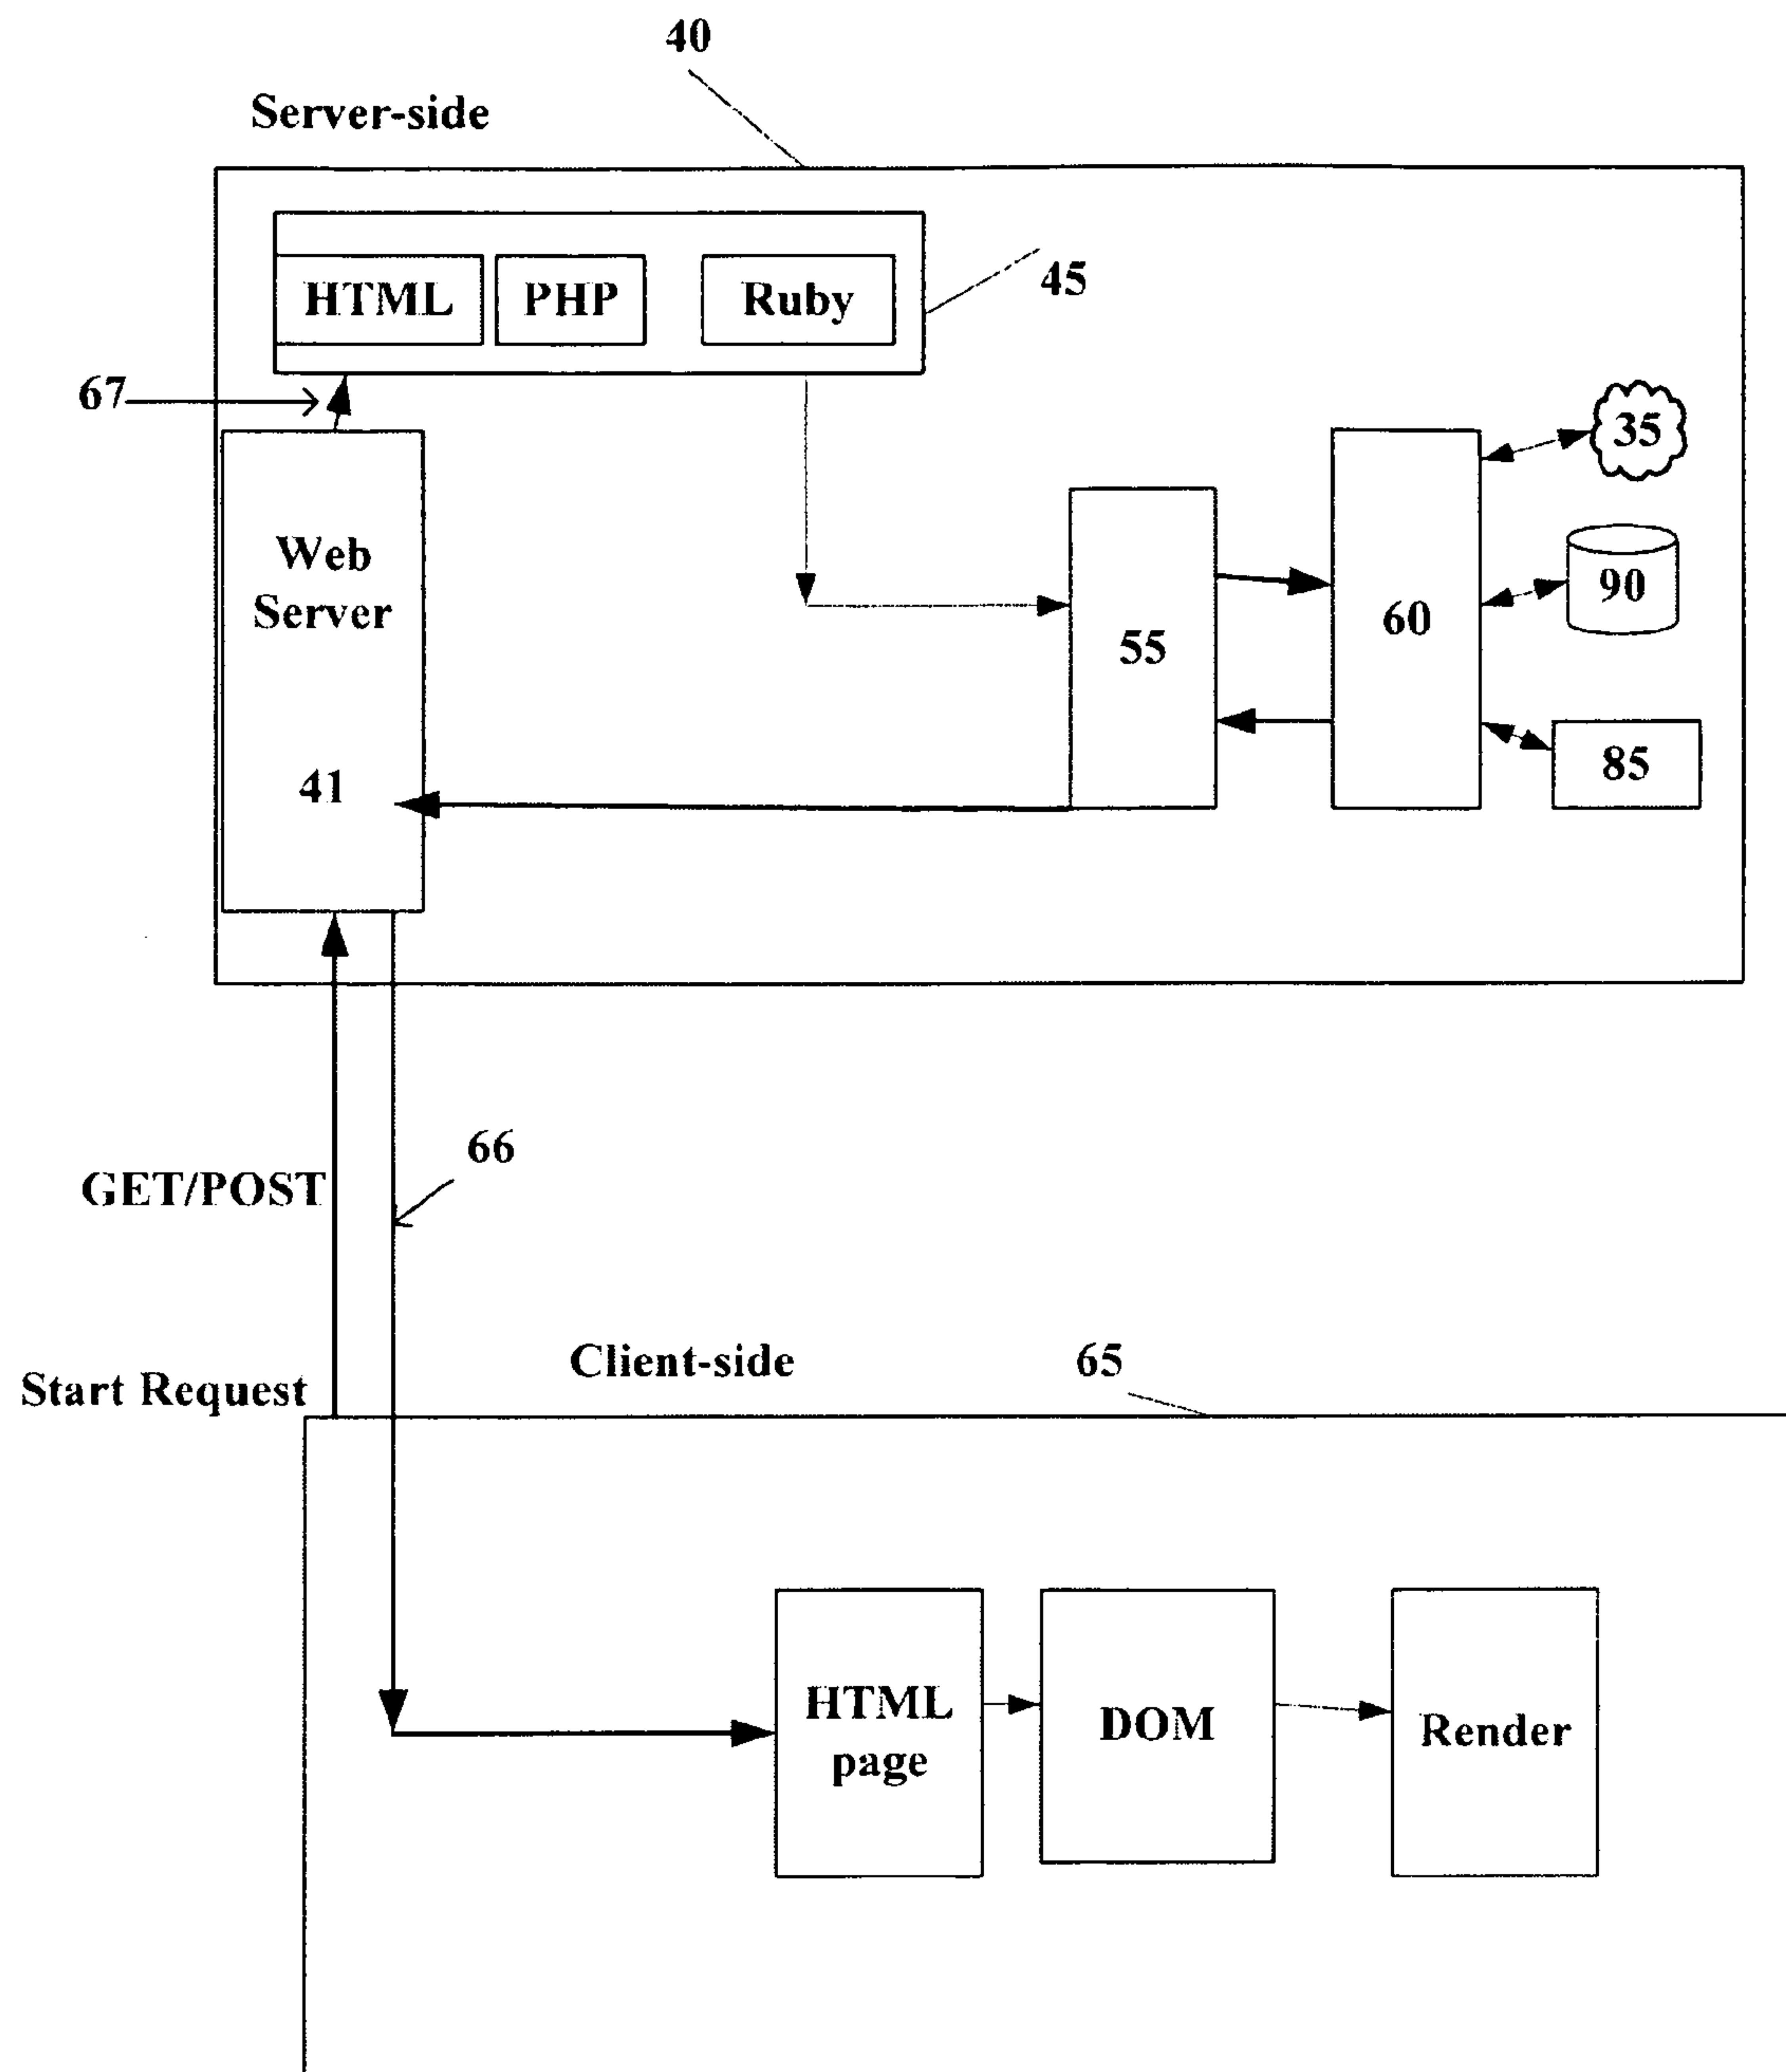 40
Server-side
HTML PHP Ruby
45
67
35
Web
Server
90
60
55
85
41
66
GET/POST
Client-side
65
Start Request
HTML
page
DOM
Render